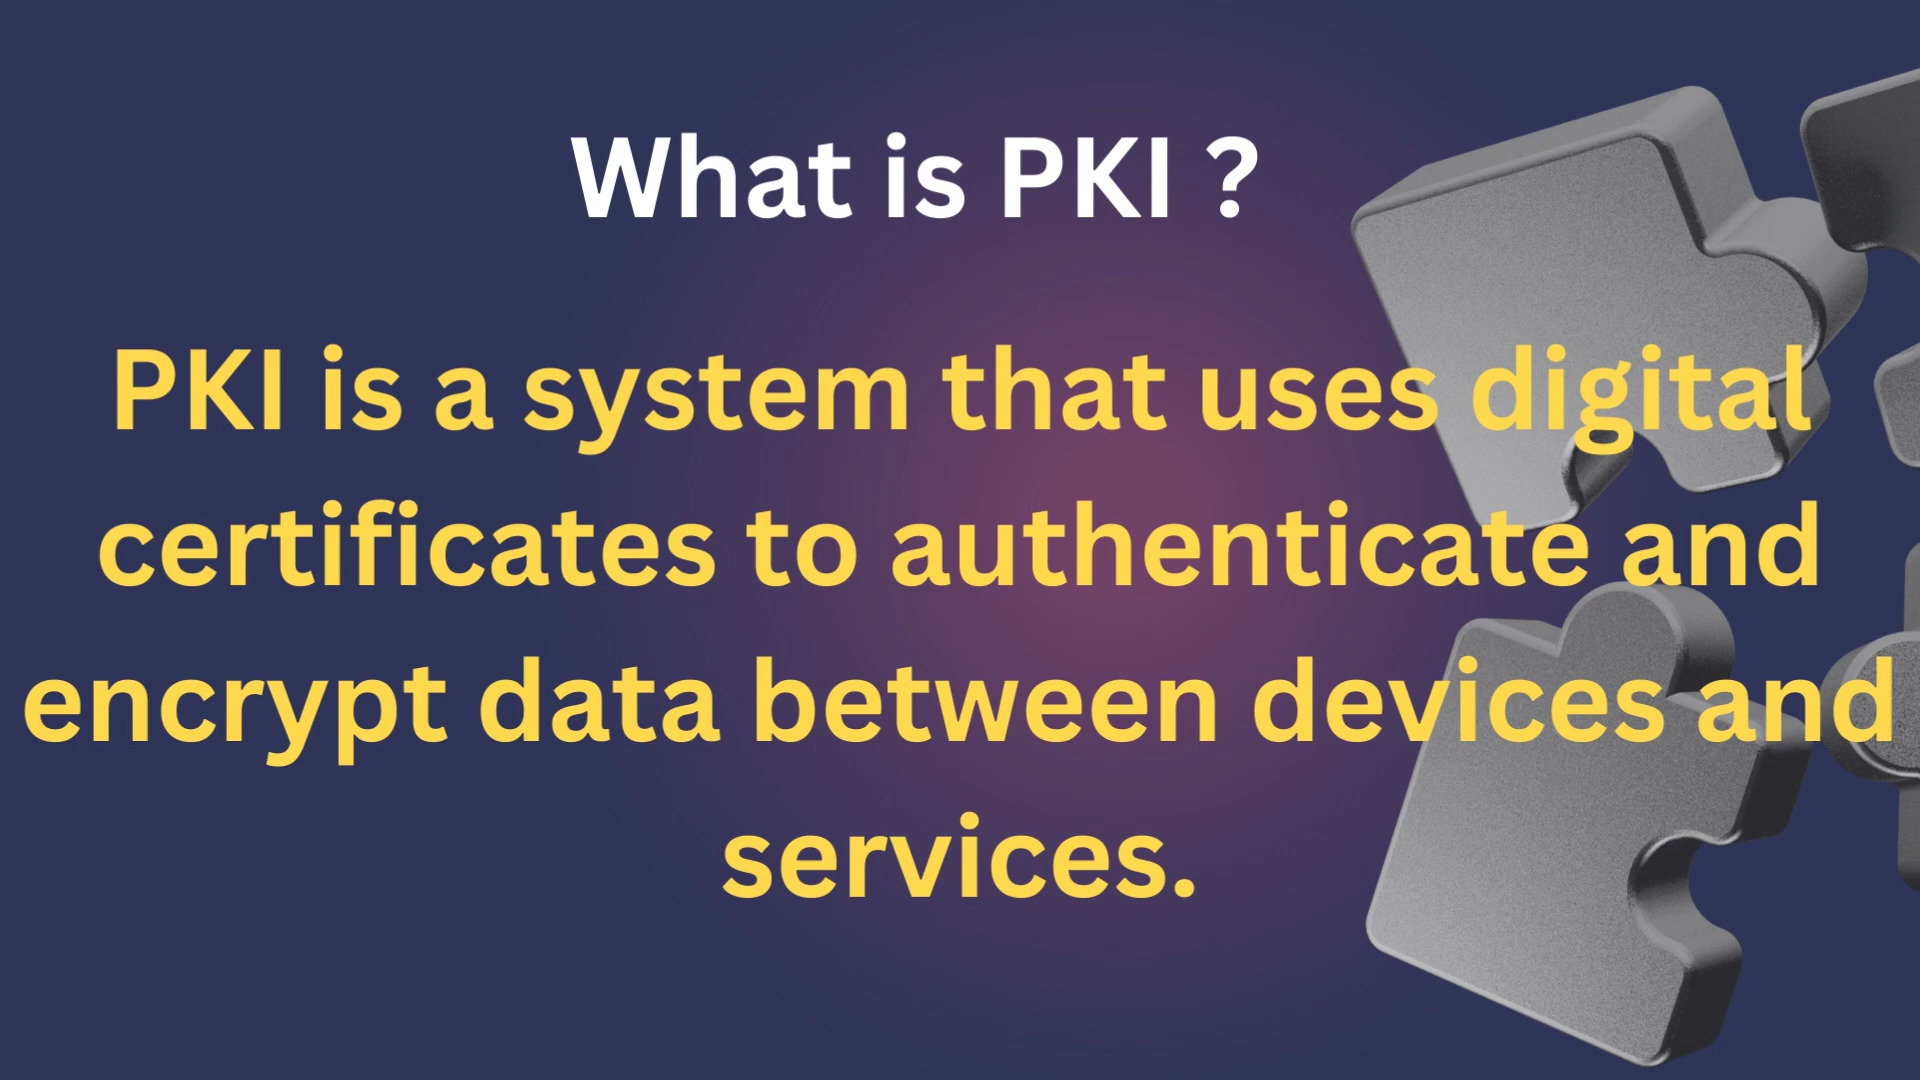 What is PKI ?
PKI is a system that uses digital
certificates to authenticate and
encrypt data between devices and
services.